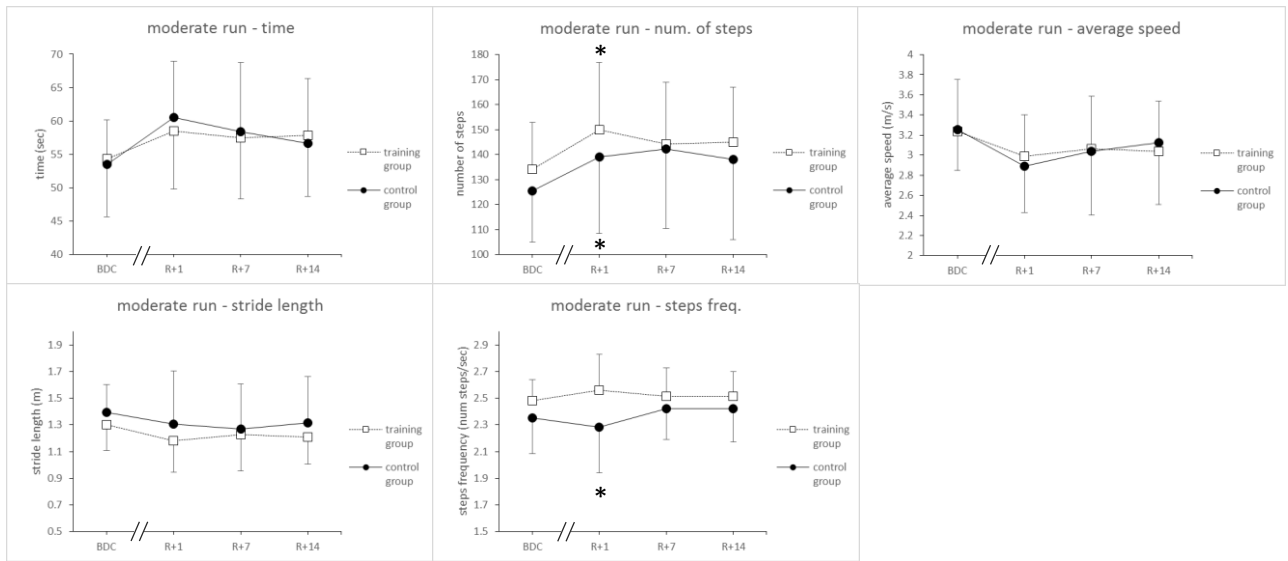 moderate run - time
70
65
60
55
50
45
40
time (sec)
BDC
R+1
R+7
R+14
training
group
control
group
moderate run - num. of steps
180
170
160
150
140
130
120
110
100
number of steps
*
*
BDC
R+1
R+7
R+14
training
group
control
group
moderate run - average speed
4
3.8
3.6
3.4
3.2
3
2.8
2.6
2.4
2.2
2
average speed (m/s)
BDC
R+1
R+7
R+14
training
group
control
group
moderate run - stride length
1.9
1.7
1.5
1.3
1.1
0.9
0.7
0.5
stride length (m)
BDC
R+1
R+7
R+14
training
group
control
group
moderate run - steps freq.
2.9
2.7
2.5
2.3
2.1
1.9
1.7
1.5
steps frequency (num steps/sec)
*
BDC
R+1
R+7
R+14
training
group
control
group